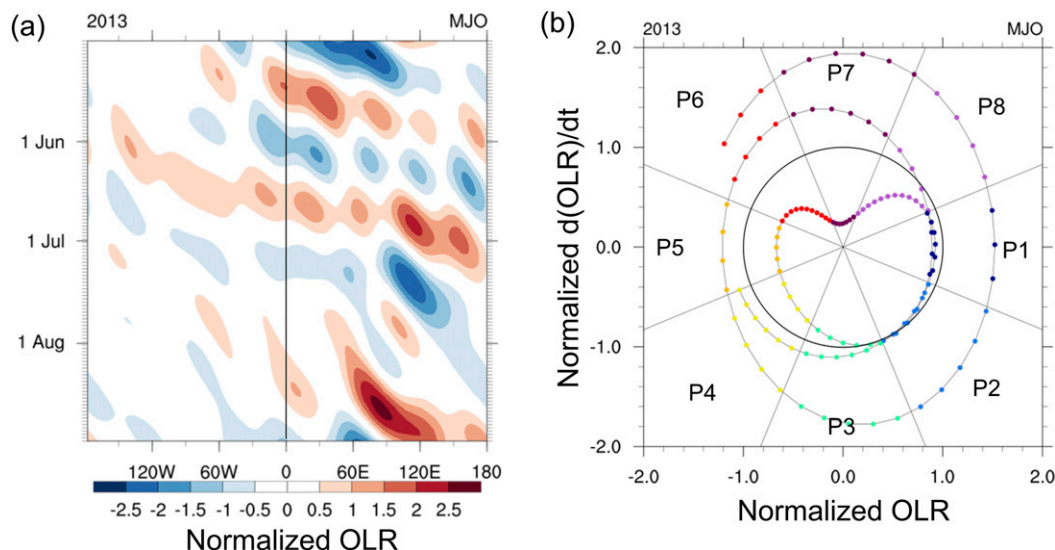 (a)
2013 MJO
1 Jun
1 Jul
1 Aug
120W 60W 0 60E 120E 180
-2.5 -2 -1.5 -1 -0.5 0 0.5 1 1.5 2 2.5
Normalized OLR
(b)
2013 MJO
Normalized d(OLR)/dt
2.0
1.0
0.0
-1.0
-2.0
P7
P6 P8
P5 P1
P4 P2
P3
-2.0 -1.0 0.0 1.0 2.0
Normalized OLR